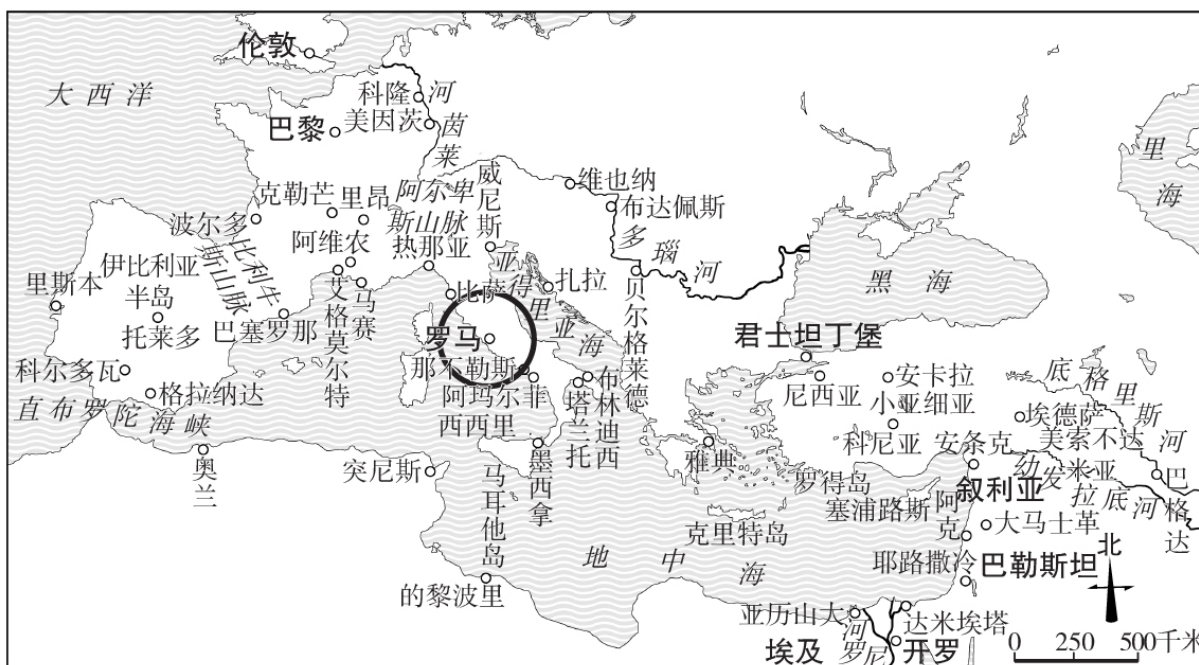 伦敦
大西洋
科隆
河
美因茨
茵
莱
巴黎
威尼斯
维也纳
克勒芒
里昂
阿尔卑
斯山脉
布达佩斯
里海
波尔多
阿维农
热那亚
多瑙河
比利牛
斯山脉
伊比利亚
半岛
里斯本
托莱多
巴塞罗那
艾格莫尔特
马赛
比萨
亚得里亚海
扎拉
贝尔格莱德
黑海
罗马
君士坦丁堡
科尔多瓦
格拉纳达
那不勒斯
阿玛尔菲
布林迪西
塔兰托
尼西亚
安卡拉
小亚细亚
底格里斯河
埃德萨
直布罗陀海峡
西西里
科尼亚
安条克
美索不达
米亚
奥兰
突尼斯
墨西拿
马耳他岛
雅典
罗得岛
塞浦路斯
叙利亚
幼发拉底河
巴格达
克里特岛
阿克
大马士革
地中海
耶路撒冷
巴勒斯坦
北
的黎波里
亚历山大
达米埃塔
埃及
河
罗
尼
开罗
0 250 500千米